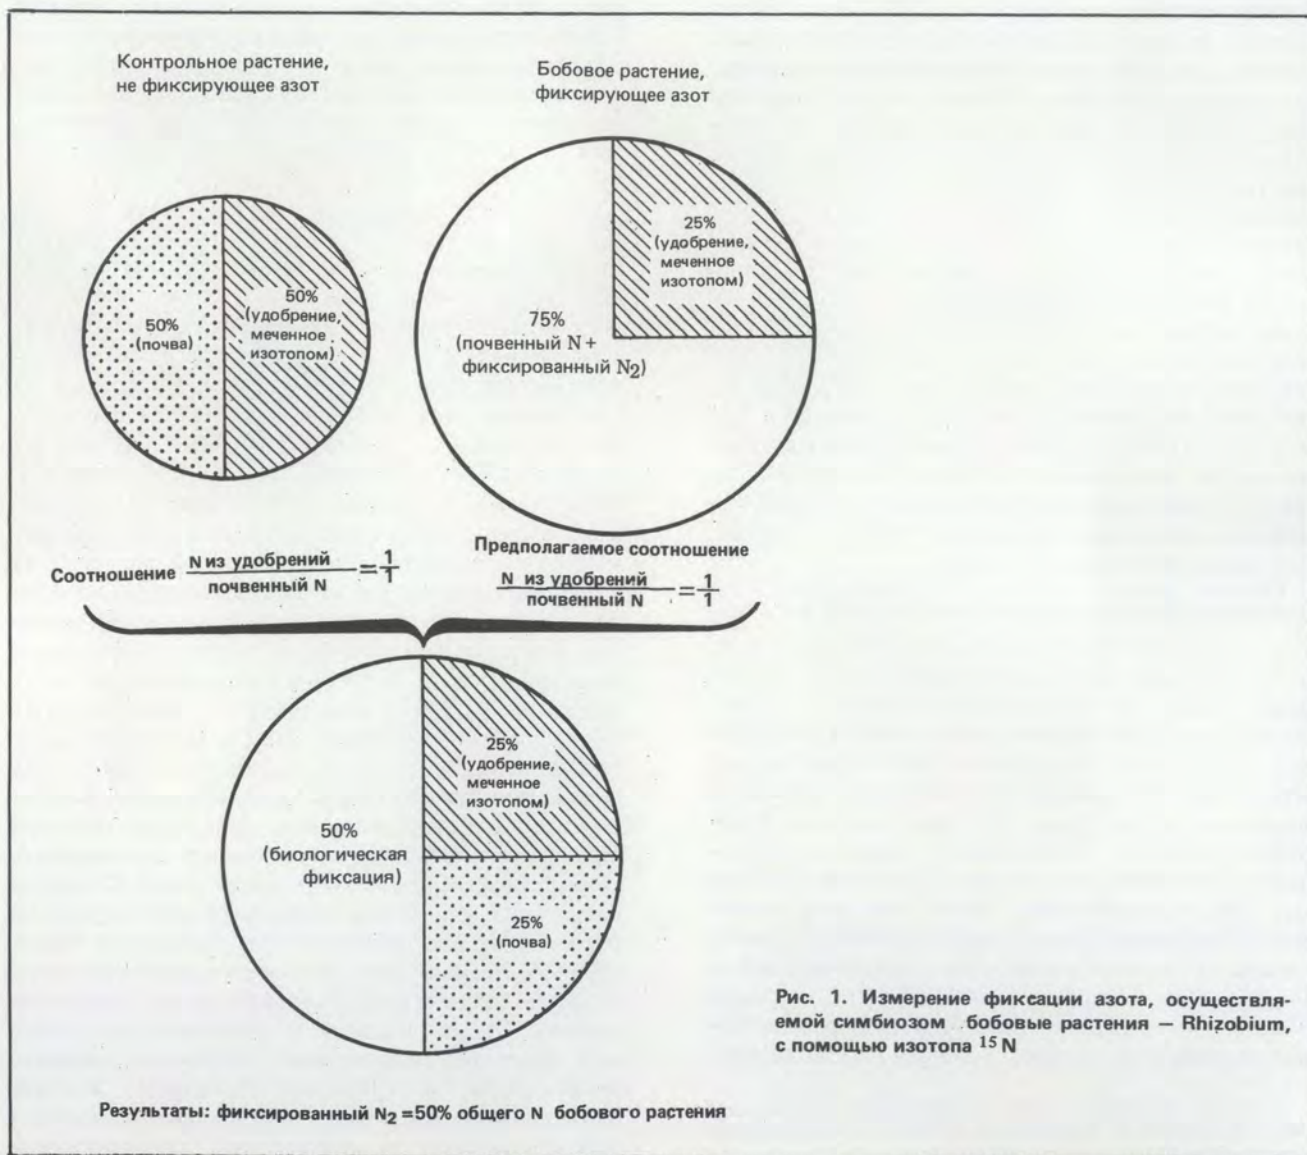 Контрольное растение,
не фиксирующее азот
Бобовое растение,
фиксирующее азот
50%
(почва)
50%
(удобрение,
меченное
изотопом)
25%
(удобрение,
меченное
изотопом)
75%
(почвенный N +
фиксированный N₂)
Соотношение N из удобрений / почвенный N = 1/1
Предполагаемое соотношение
N из удобрений / почвенный N = 1/1
25%
(удобрение,
меченное
изотопом)
50%
(биологическая
фиксация)
25%
(почва)
Рис. 1. Измерение фиксации азота, осуществля-
емой симбиозом бобовые растения — Rhizobium,
с помощью изотопа ¹⁵N
Результаты: фиксированный N₂ = 50% общего N бобового растения